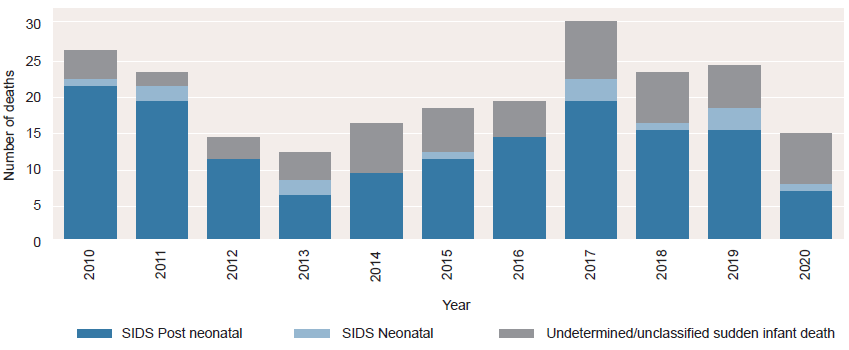 Number of deaths
30
25
20
15
10
5
0
2010 2011 2012 2013 2014 2015 2016 2017 2018 2019 2020
Year
SIDS Post neonatal SIDS Neonatal Undetermined/unclassified sudden infant death